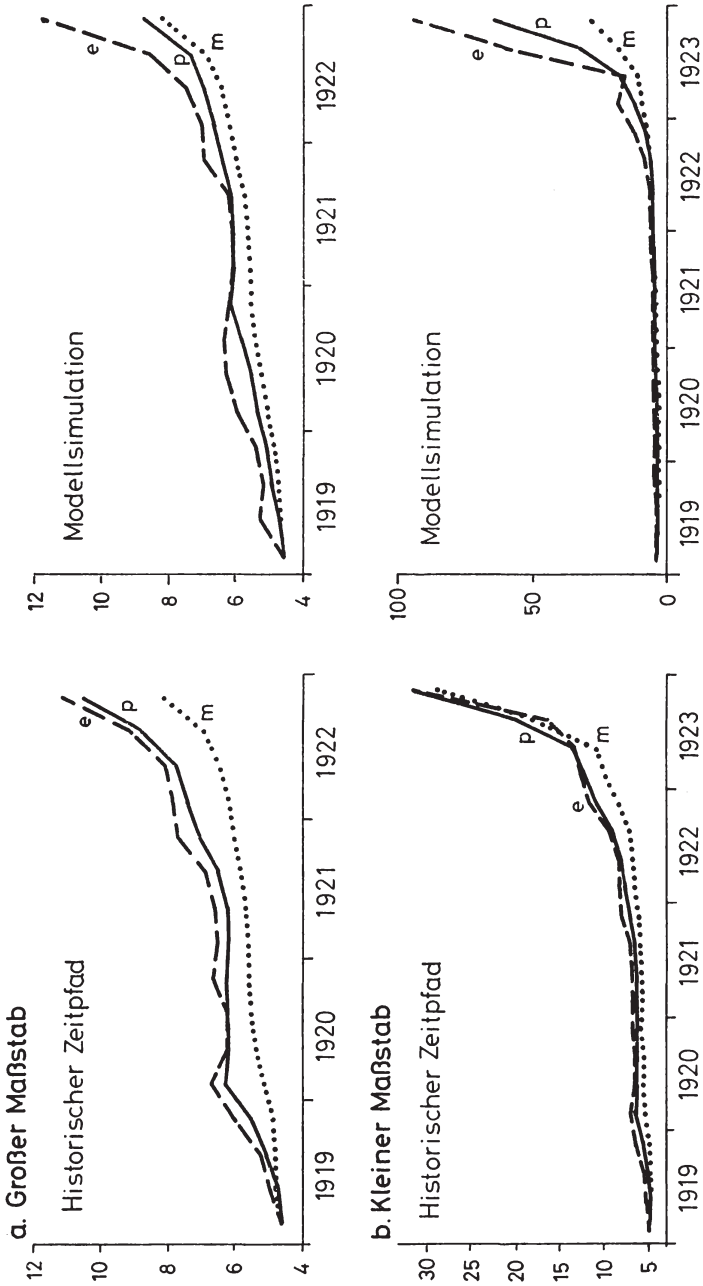 a. Großer Maßstab
Historischer Zeitpfad
12
10
8
6
4
e
p
m
1919
1920
1921
1922
Modellsimulation
12
10
8
6
4
e
p
m
1919
1920
1921
1922
b. Kleiner Maßstab
Historischer Zeitpfad
30
25
20
15
10
5
e
p
m
1919
1920
1921
1922
1923
Modellsimulation
100
50
0
e
p
m
1919
1920
1921
1922
1923